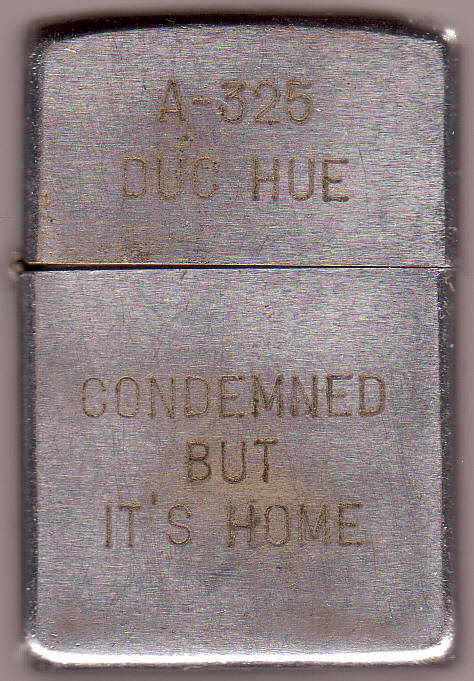 A-325
DUC HUE
CONDEMNED
BUT
IT'S HOME